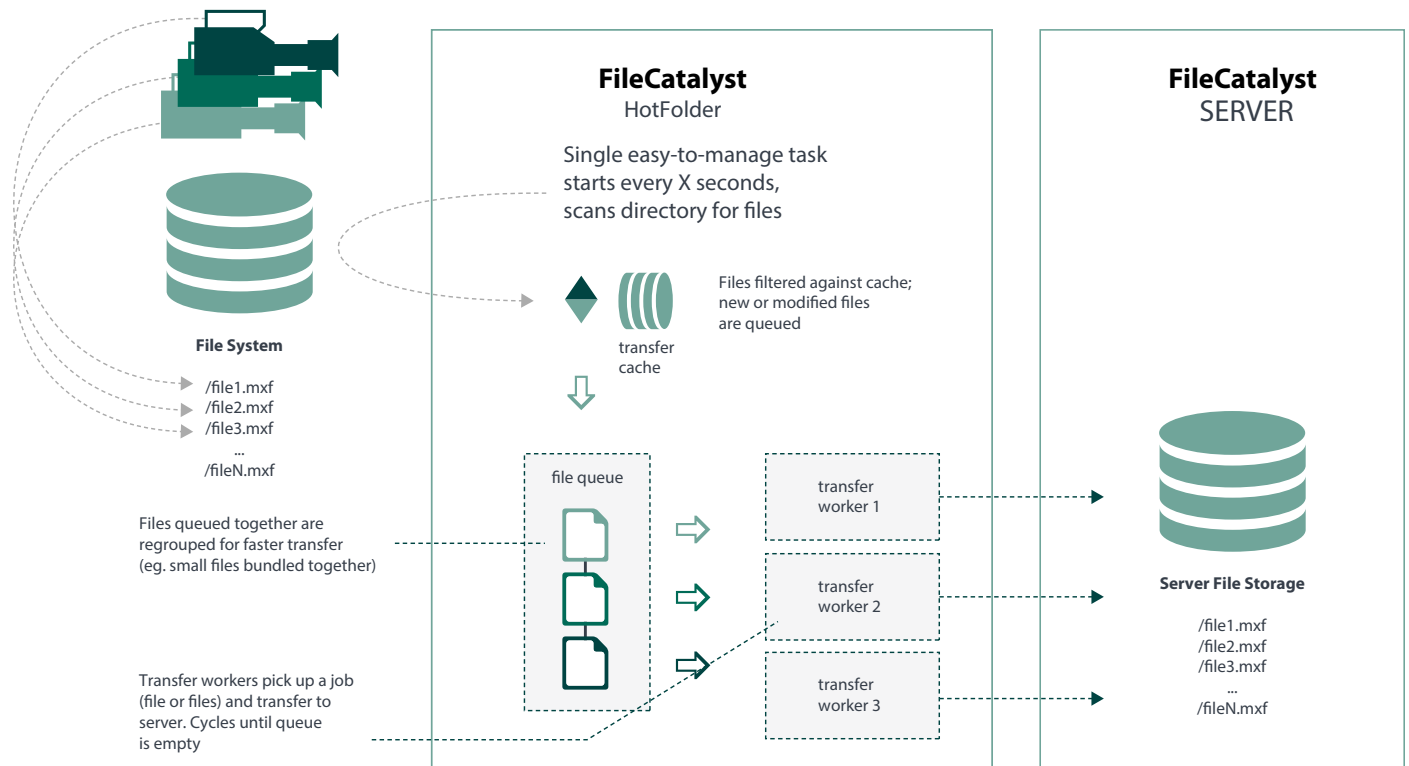 FileCatalyst
HotFolder
Single easy-to-manage task
starts every X seconds,
scans directory for files
Files filtered against cache;
new or modified files
are queued
transfer
cache
File System
/file1.mxf
/file2.mxf
/file3.mxf
...
/fileN.mxf
Files queued together are
regrouped for faster transfer
(eg. small files bundled together)
Transfer workers pick up a job
(file or files) and transfer to
server. Cycles until queue
is empty
file queue
transfer
worker 1
transfer
worker 2
transfer
worker 3
FileCatalyst
SERVER
Server File Storage
/file1.mxf
/file2.mxf
/file3.mxf
...
/fileN.mxf